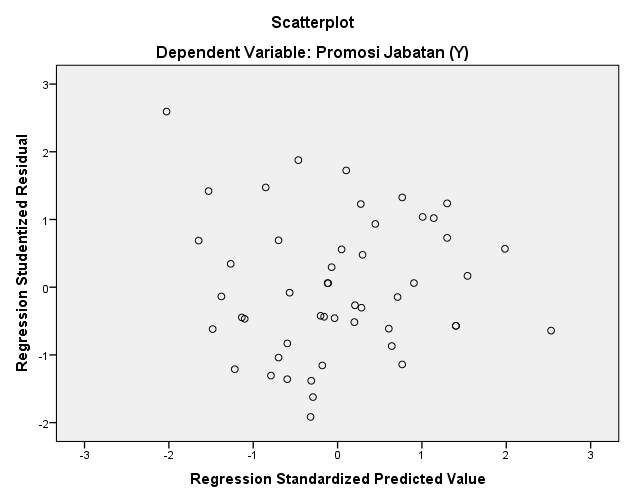 Scatterplot
Dependent Variable: Promosi Jabatan (Y)
Regression Studentized Residual
3
2
1
0
-1
-2
-3 -2 -1 0 1 2 3
Regression Standardized Predicted Value